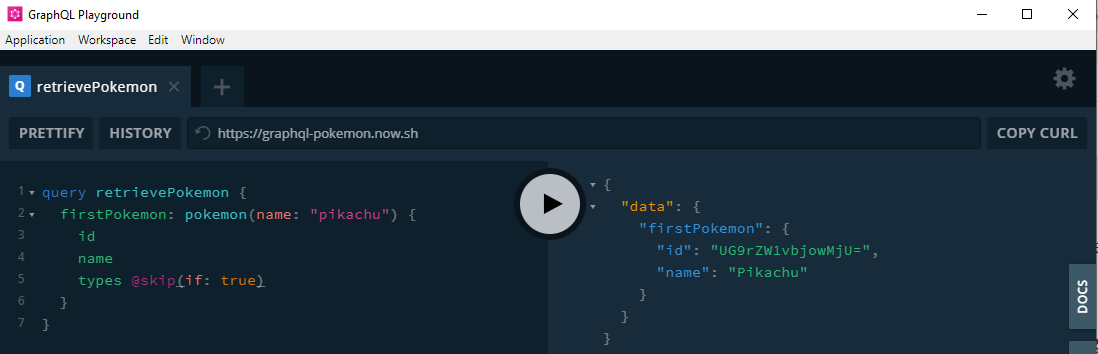 GraphQL Playground
Application Workspace Edit Window
Q retrievePokemon
PRETTIFY HISTORY https://graphql-pokemon.now.sh COPY CURL
1 query retrievePokemon {
2 firstPokemon: pokemon(name: "pikachu") {
3 id
4 name
5 types @skip(if: true)
6 }
7 }
{
"data": {
"firstPokemon": {
"id": "UG9rZW1vbjowMjU=",
"name": "Pikachu"
}
}
}
DOCS